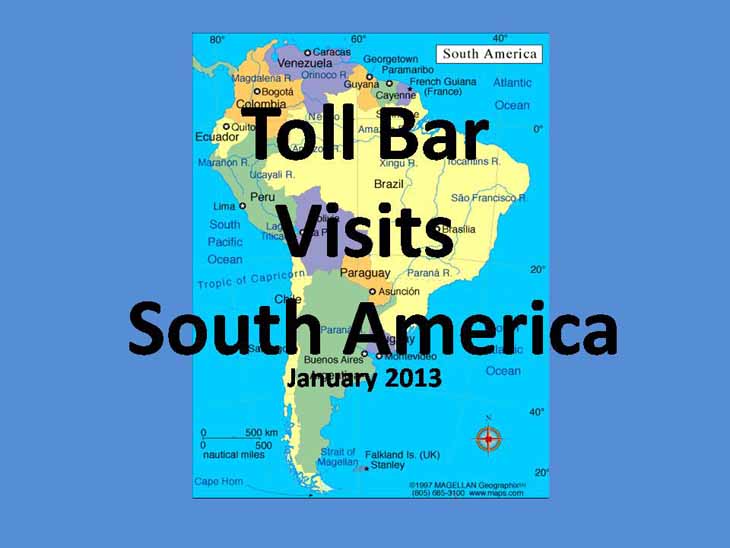 80° 60° 40°
South America
Caracas
Venezuela
Georgetown
Paramaribo
Magdalena R.
Orinoco R.
Guyana
French Guiana
(France)
Atlantic
Ocean
Bogotá
Cayenne
Colombia
Quito
Ecuador
0°
Toll Bar
Marañon R.
Xingu R.
Tocantins R.
Ucayali R.
Brazil
Peru
São Francisco R.
Lima
South
Pacific
Ocean
Visits
Brasília
20°
Tropic of Capricorn
Paraguay
Paraná R.
Asunción
Chile
South America
Buenos Aires
Montevideo
Ocean
January 2013
40°
N
0 500 km
0 500
nautical miles
Strait of
Magellan
Falkland Is. (UK)
Stanley
20°
Cape Horn
©1997 MAGELLAN Geographix
(805) 685-3100 www.maps.com